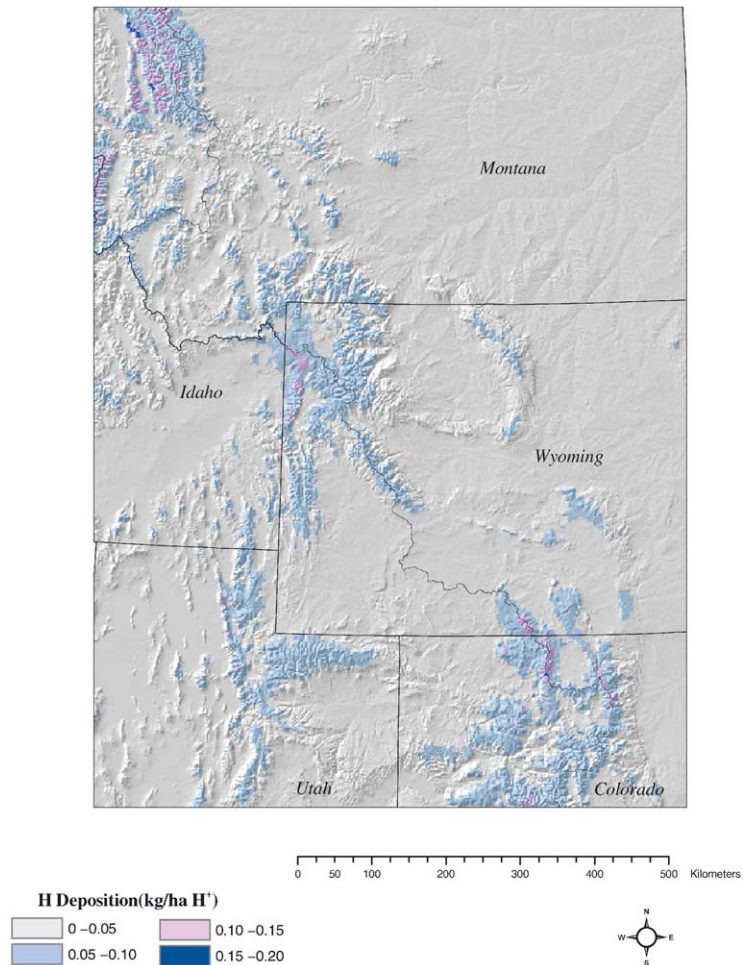 Montana
Idaho
Wyoming
Utah
Colorado
0 50 100 200 300 400 500 Kilometers
H Deposition(kg/ha H⁺)
0 –0.05
0.10 –0.15
0.05 –0.10
0.15 –0.20
N
W E
S